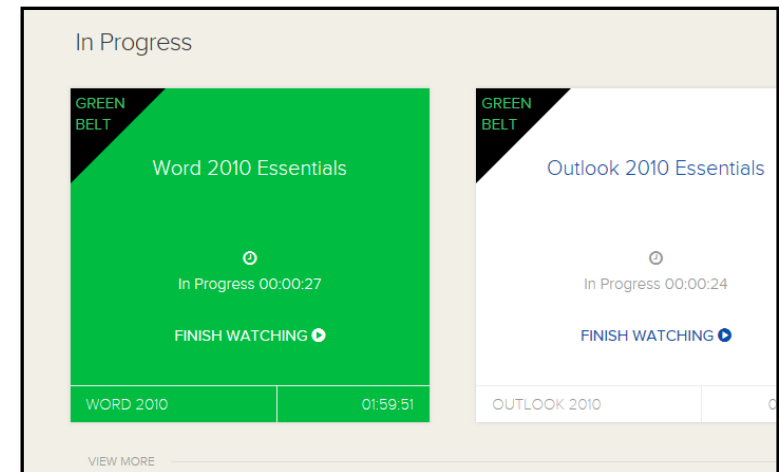 In Progress
GREEN
BELT
Word 2010 Essentials
In Progress 00:00:27
FINISH WATCHING
WORD 2010
01:59:51
GREEN
BELT
Outlook 2010 Essentials
In Progress 00:00:24
FINISH WATCHING
OUTLOOK 2010
VIEW MORE